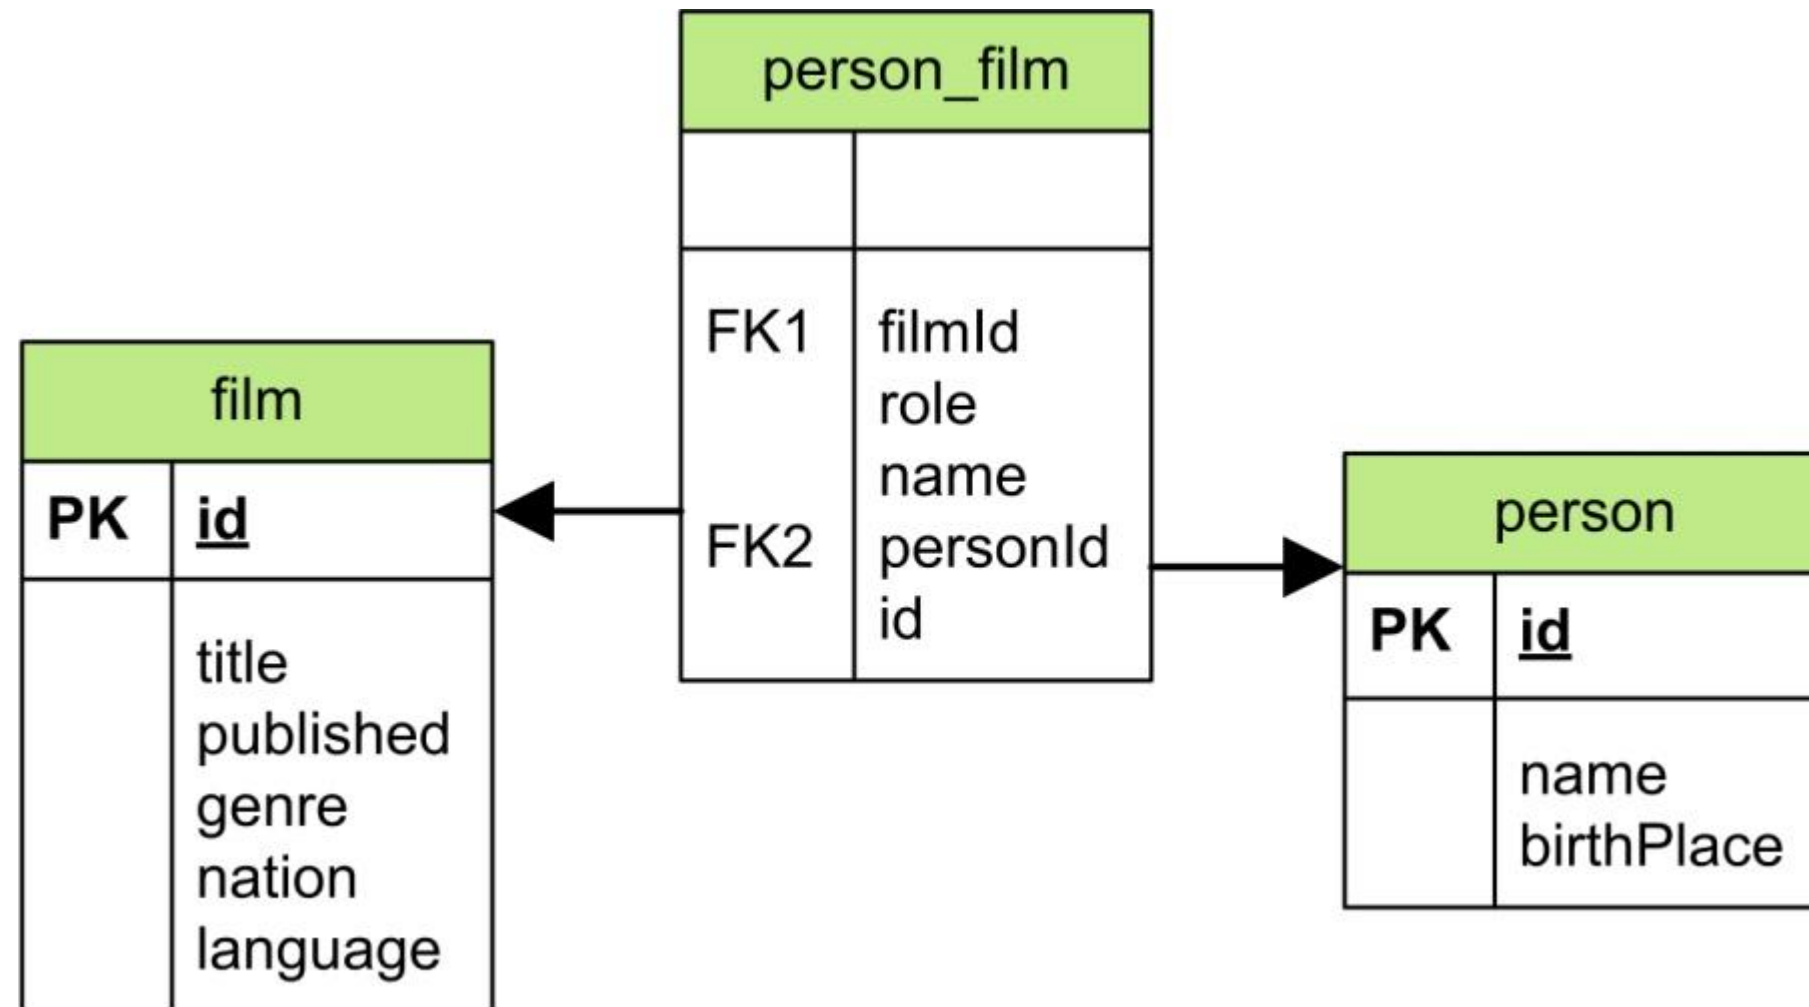 person_film
FK1 filmId
role
name
FK2 personId
id
film
PK id
title
published
genre
nation
language
person
PK id
name
birthPlace